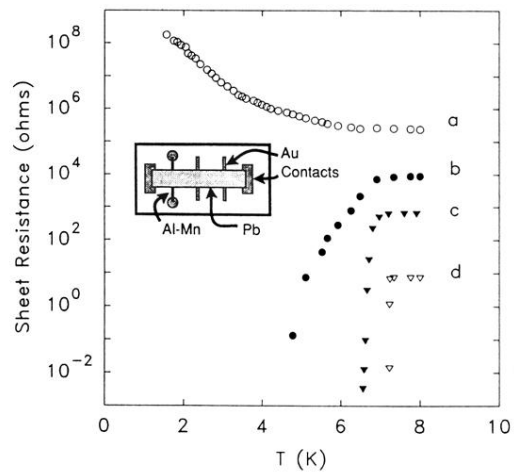 Sheet Resistance (ohms)
10^8
10^6
10^4
10^2
10^0
10^-2
a
b
c
d
Au
Contacts
Al-Mn
Pb
0 2 4 6 8 10
T (K)